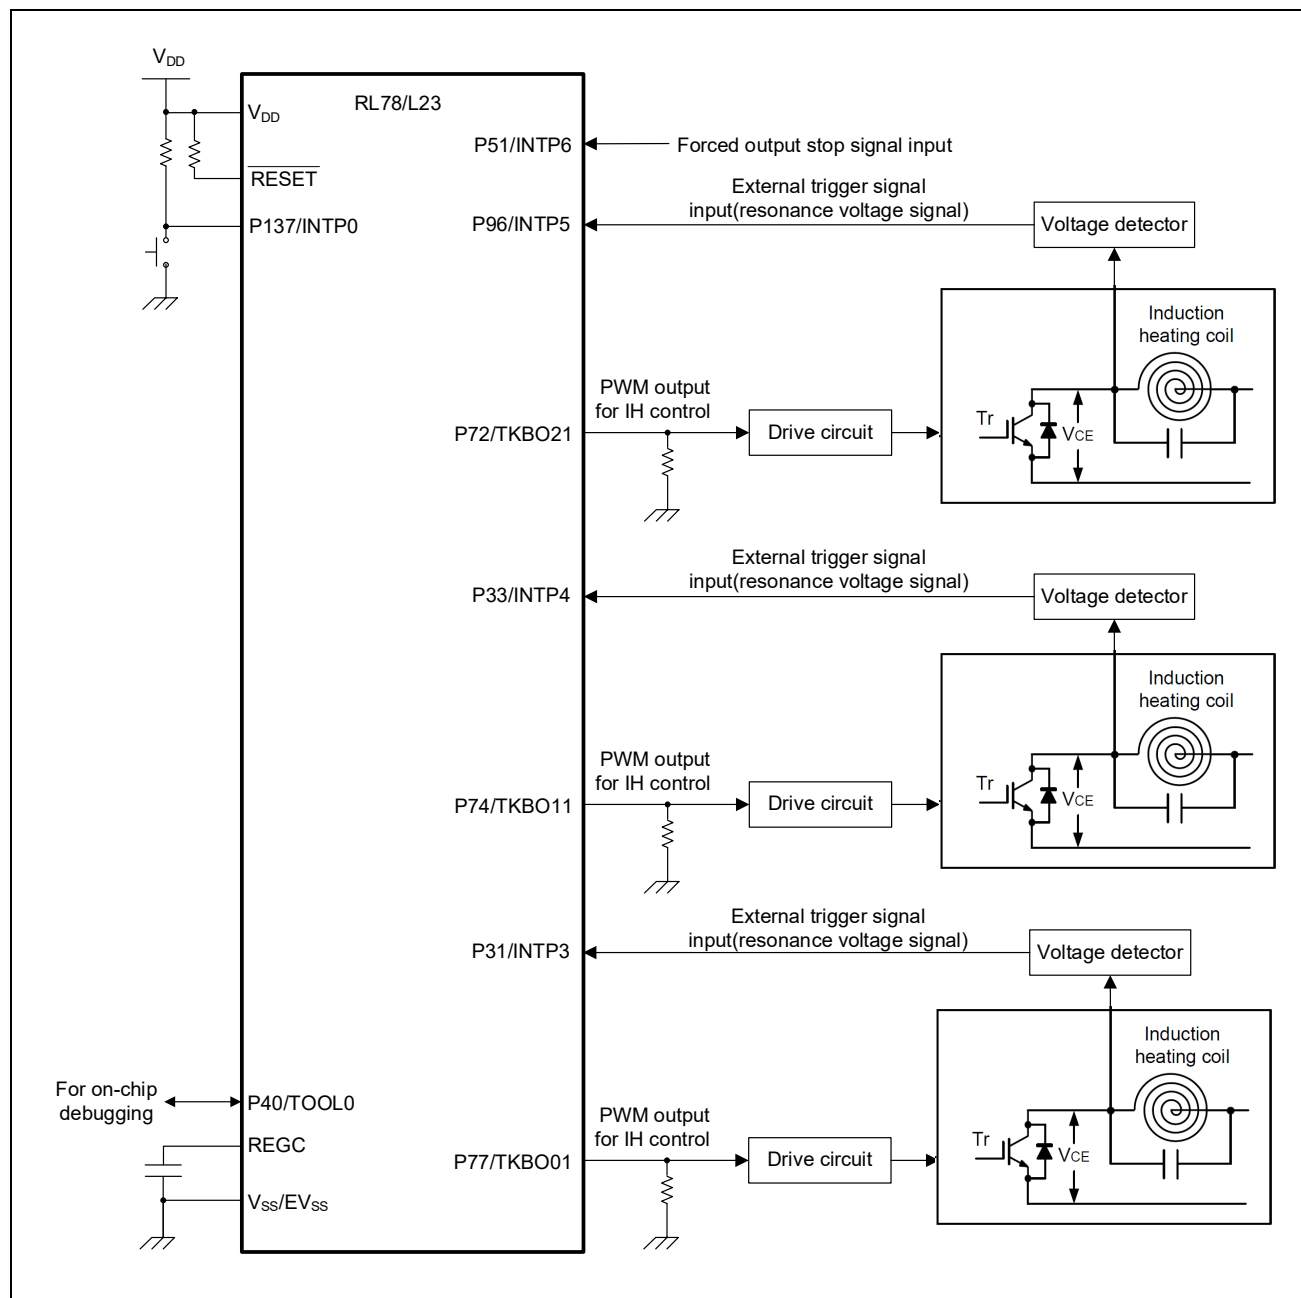 VDD
RL78/L23
VDD
RESET
P137/INTP0
P51/INTP6
Forced output stop signal input
External trigger signal
input(resonance voltage signal)
P96/INTP5
Voltage detector
Induction
heating coil
Tr
VCE
PWM output
for IH control
P72/TKBO21
Drive circuit
External trigger signal
input(resonance voltage signal)
P33/INTP4
Voltage detector
Induction
heating coil
Tr
VCE
PWM output
for IH control
P74/TKBO11
Drive circuit
External trigger signal
input(resonance voltage signal)
P31/INTP3
Voltage detector
Induction
heating coil
Tr
VCE
For on-chip
debugging
P40/TOOL0
REGC
VSS/EVSS
PWM output
for IH control
P77/TKBO01
Drive circuit